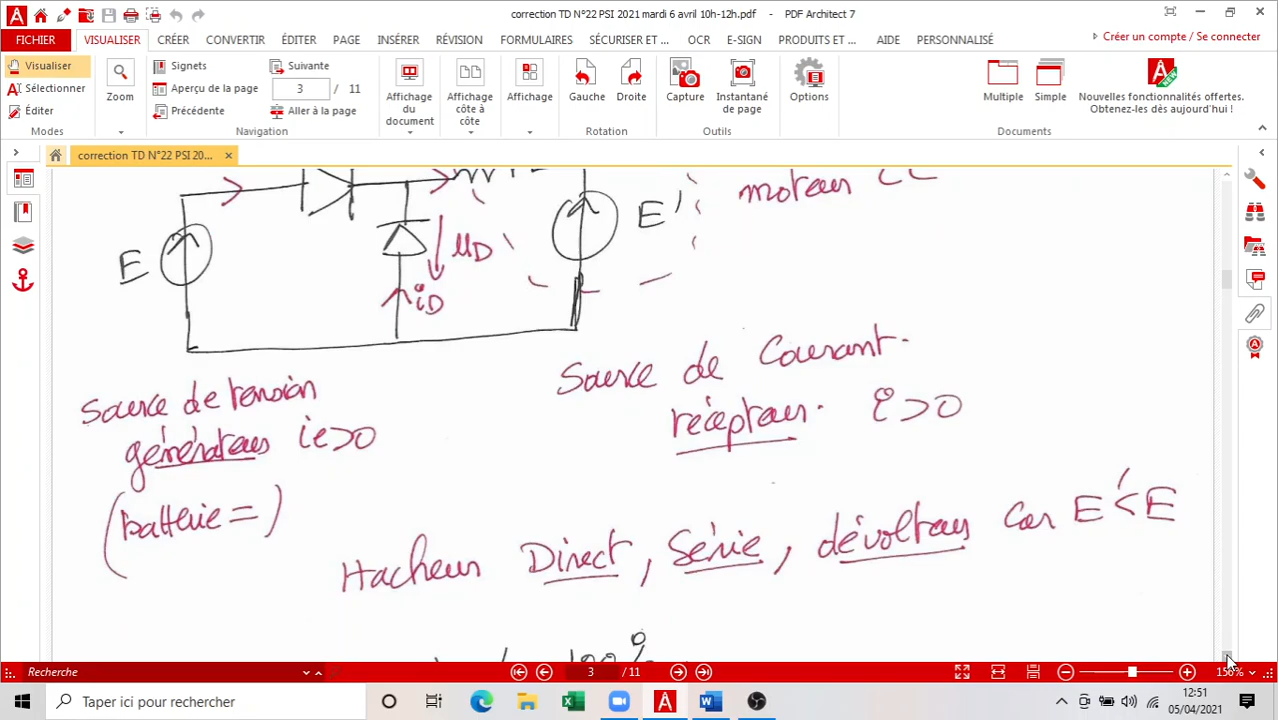 correction TD N°22 PSI 2021 mardi 6 avril 10h-12h.pdf - PDF Architect 7
FICHIER VISUALISER CRÉER CONVERTIR ÉDITER PAGE INSÉRER RÉVISION FORMULAIRES SÉCURISER ET ... OCR E-SIGN PRODUITS ET ... AIDE PERSONNALISÉ Créer un compte / Se connecter
Visualiser
Sélectionner
Éditer
Modes
Zoom
Signets
Aperçu de la page
Précédente
Suivante
3 / 11
Aller à la page
Navigation
Affichage du document
Affichage côte à côte
Affichage
Gauche
Droite
Rotation
Capture
Instantané de page
Outils
Options
Multiple
Simple
Documents
Nouvelles fonctionnalités offertes.
Obtenez-les dès aujourd'hui !
correction TD N°22 PSI 20...
moteur CC
E
uD
iD
E'
Source de tension
générateur ie>0
(batterie =)
Source de Courant.
récepteur. i>0
Hacheur Direct, Série, dévolteur car E'<E
Recherche
3 / 11
156%
Taper ici pour rechercher
12:51
05/04/2021